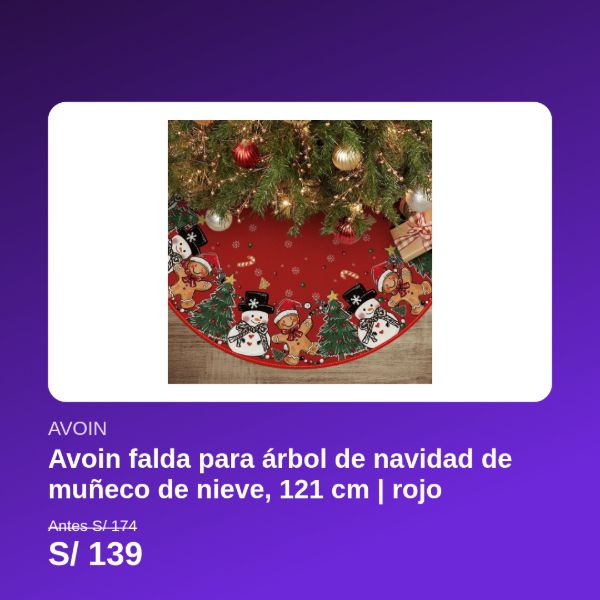 AVOIN
Avoin falda para árbol de navidad de
muñeco de nieve, 121 cm | rojo
Antes S/ 174
S/ 139